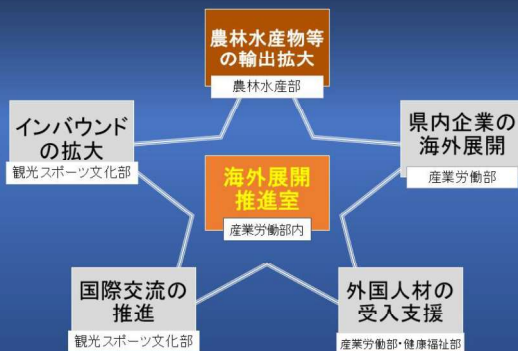 農林水産物等
の輸出拡大
農林水産部
インバウンド
の拡大
観光スポーツ文化部
県内企業の
海外展開
産業労働部
海外展開
推進室
産業労働部内
国際交流の
推進
観光スポーツ文化部
外国人材の
受入支援
産業労働部・健康福祉部